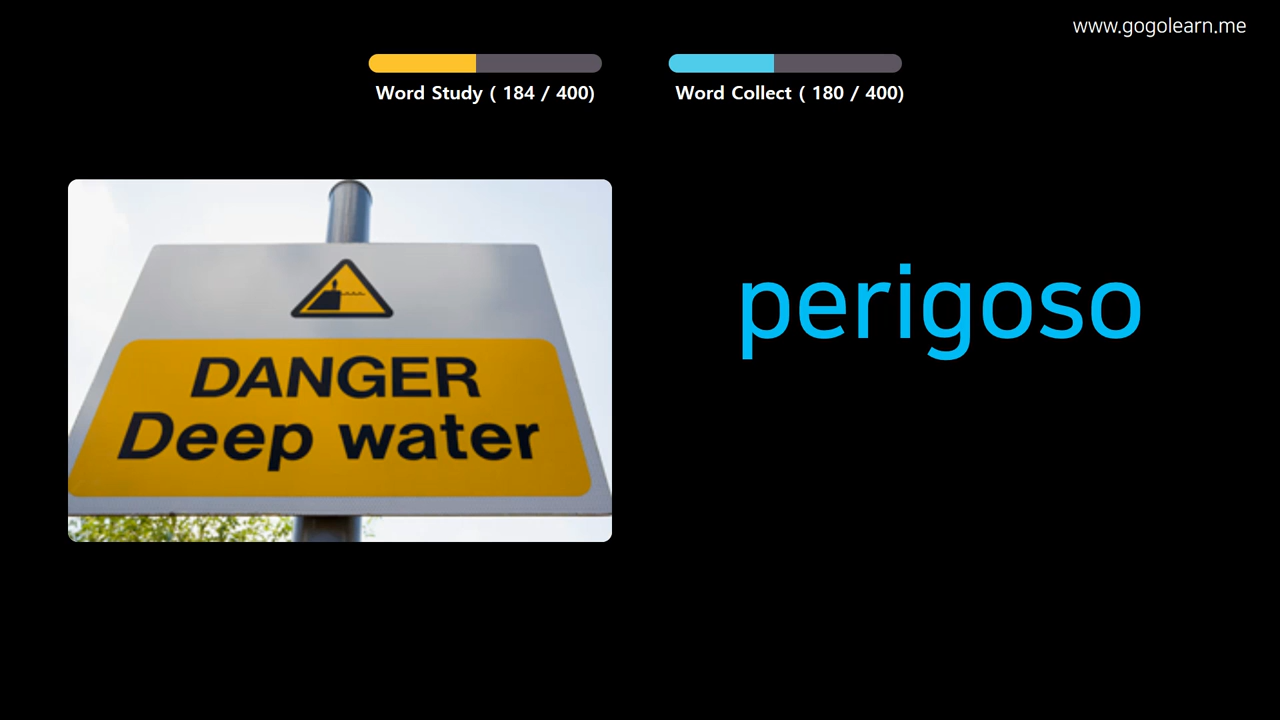 www.gogolearn.me
Word Study ( 184 / 400)
Word Collect ( 180 / 400)
DANGER
Deep water
perigoso